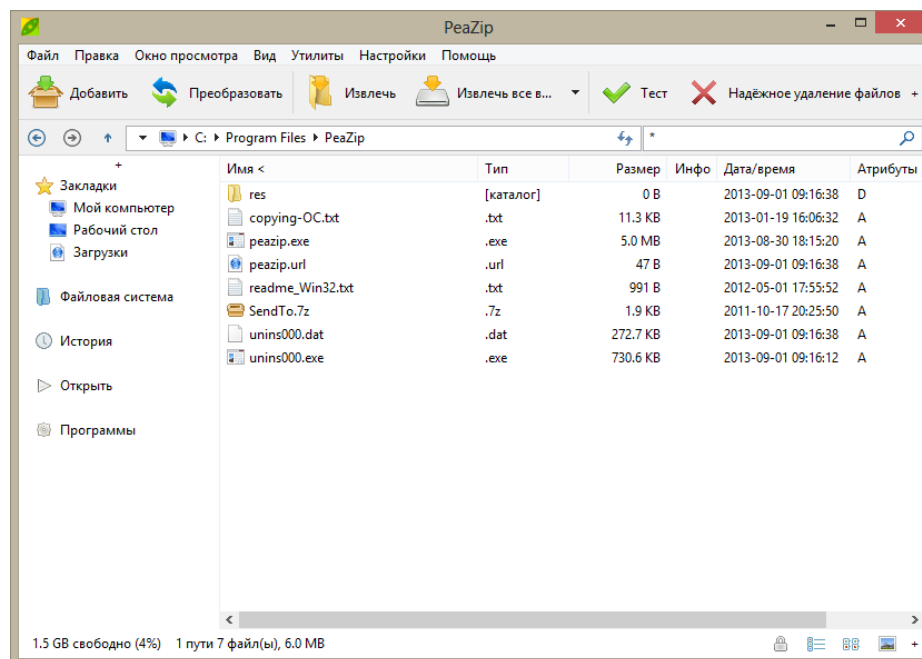 PeaZip
Файл Правка Окно просмотра Вид Утилиты Настройки Помощь
Добавить Преобразовать Извлечь Извлечь все в... Тест Надёжное удаление файлов +
C: Program Files PeaZip *
+
Закладки
Мой компьютер
Рабочий стол
Загрузки
Файловая система
История
Открыть
Программы
Имя < Тип Размер Инфо Дата/время Атрибуты
res [каталог] 0 B 2013-09-01 09:16:38 D
copying-OC.txt .txt 11.3 KB 2013-01-19 16:06:32 A
peazip.exe .exe 5.0 MB 2013-08-30 18:15:20 A
peazip.url .url 47 B 2013-09-01 09:16:38 A
readme_Win32.txt .txt 991 B 2012-05-01 17:55:52 A
SendTo.7z .7z 1.9 KB 2011-10-17 20:25:50 A
unins000.dat .dat 272.7 KB 2013-09-01 09:16:38 A
unins000.exe .exe 730.6 KB 2013-09-01 09:16:12 A
1.5 GB свободно (4%) 1 пути 7 файл(ы), 6.0 MB +